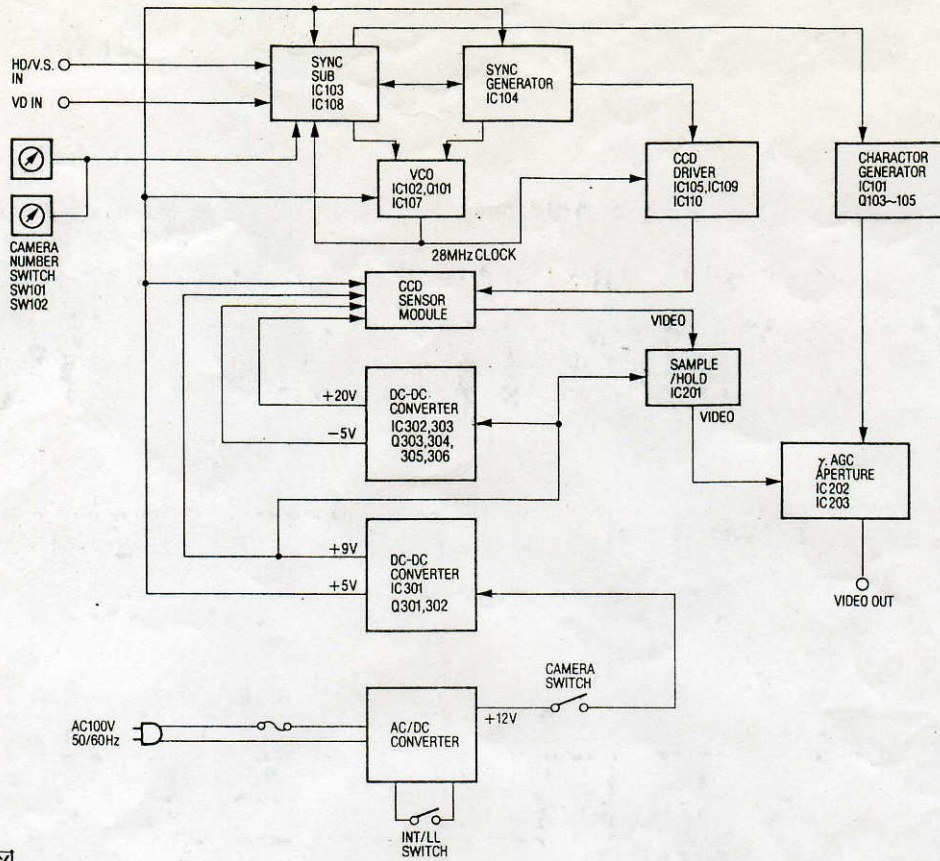 HD/V.S.
IN
VD IN
CAMERA
NUMBER
SWITCH
SW101
SW102
SYNC
SUB
IC103
IC108
SYNC
GENERATOR
IC104
VCO
IC102,Q101
IC107
28MHz CLOCK
CCD
DRIVER
IC105,IC109
IC110
CHARACTOR
GENERATOR
IC101
Q103~105
CCD
SENSOR
MODULE
VIDEO
SAMPLE
/HOLD
IC201
VIDEO
+20V
-5V
DC-DC
CONVERTER
IC302,303
Q303,304,
305,306
γ. AGC
APERTURE
IC202
IC203
VIDEO OUT
+9V
+5V
DC-DC
CONVERTER
IC301
Q301,302
CAMERA
SWITCH
+12V
AC100V
50/60Hz
AC/DC
CONVERTER
INT/LL
SWITCH